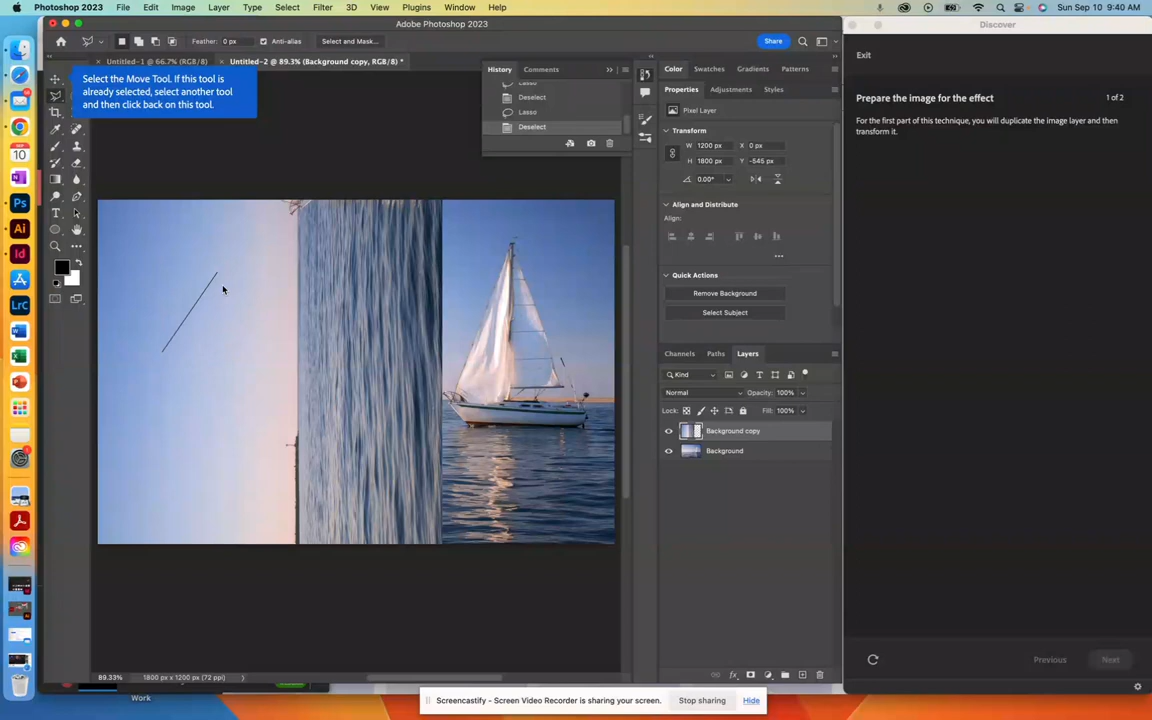 Photoshop 2023 File Edit Image Layer Type Select Filter 3D View Plugins Window Help Sun Sep 10 9:40 AM
Adobe Photoshop 2023
Discover
Feather: 0 px Anti-alias Select and Mask... Share
Exit
Untitled-1 @ 66.7% (RGB/8) Untitled-2 @ 89.3% (Background copy, RGB/8) *
Select the Move Tool. If this tool is
already selected, select another tool
and then click back on this tool.
History Comments
Lasso
Deselect
Lasso
Deselect
Color Swatches Gradients Patterns
Properties Adjustments Styles
Pixel Layer
Transform
W 1200 px X 0 px
H 1800 px Y -545 px
0.00°
Align and Distribute
Align:
Quick Actions
Remove Background
Select Subject
Channels Paths Layers
Kind
Normal Opacity: 100%
Lock: Fill: 100%
Background copy
Background
Prepare the image for the effect 1 of 2
For the first part of this technique, you will duplicate the image layer and then
transform it.
Previous Next
SEP
10
Ps
Ai
Id
LrC
89.33% 1800 px x 1200 px (72 ppi)
Work
Screencastify - Screen Video Recorder is sharing your screen. Stop sharing Hide